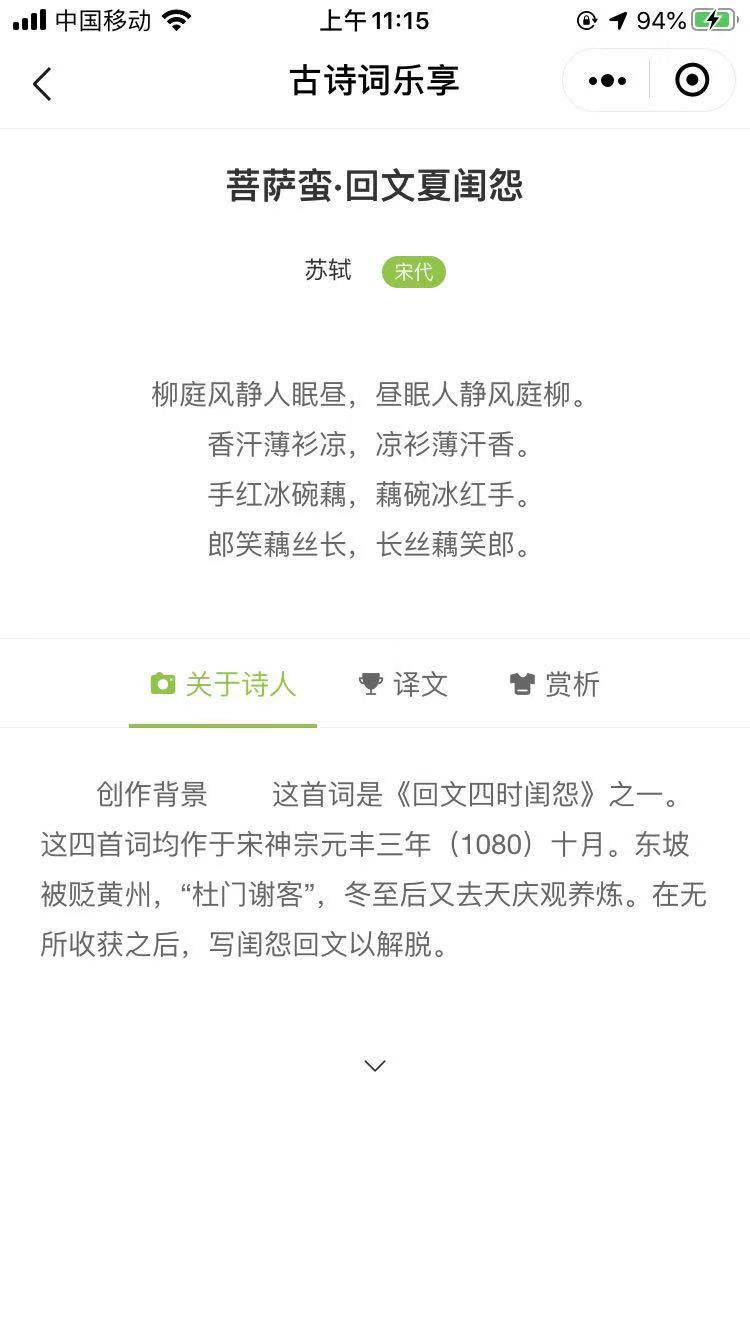 中国移动 上午11:15 94%
古诗词乐享
菩萨蛮·回文夏闺怨
苏轼 宋代
柳庭风静人眠昼，昼眠人静风庭柳。
香汗薄衫凉，凉衫薄汗香。
手红冰碗藕，藕碗冰红手。
郎笑藕丝长，长丝藕笑郎。
关于诗人 译文 赏析
创作背景 这首词是《回文四时闺怨》之一。
这四首词均作于宋神宗元丰三年（1080）十月。东坡
被贬黄州，“杜门谢客”，冬至后又去天庆观养炼。在无
所收获之后，写闺怨回文以解脱。